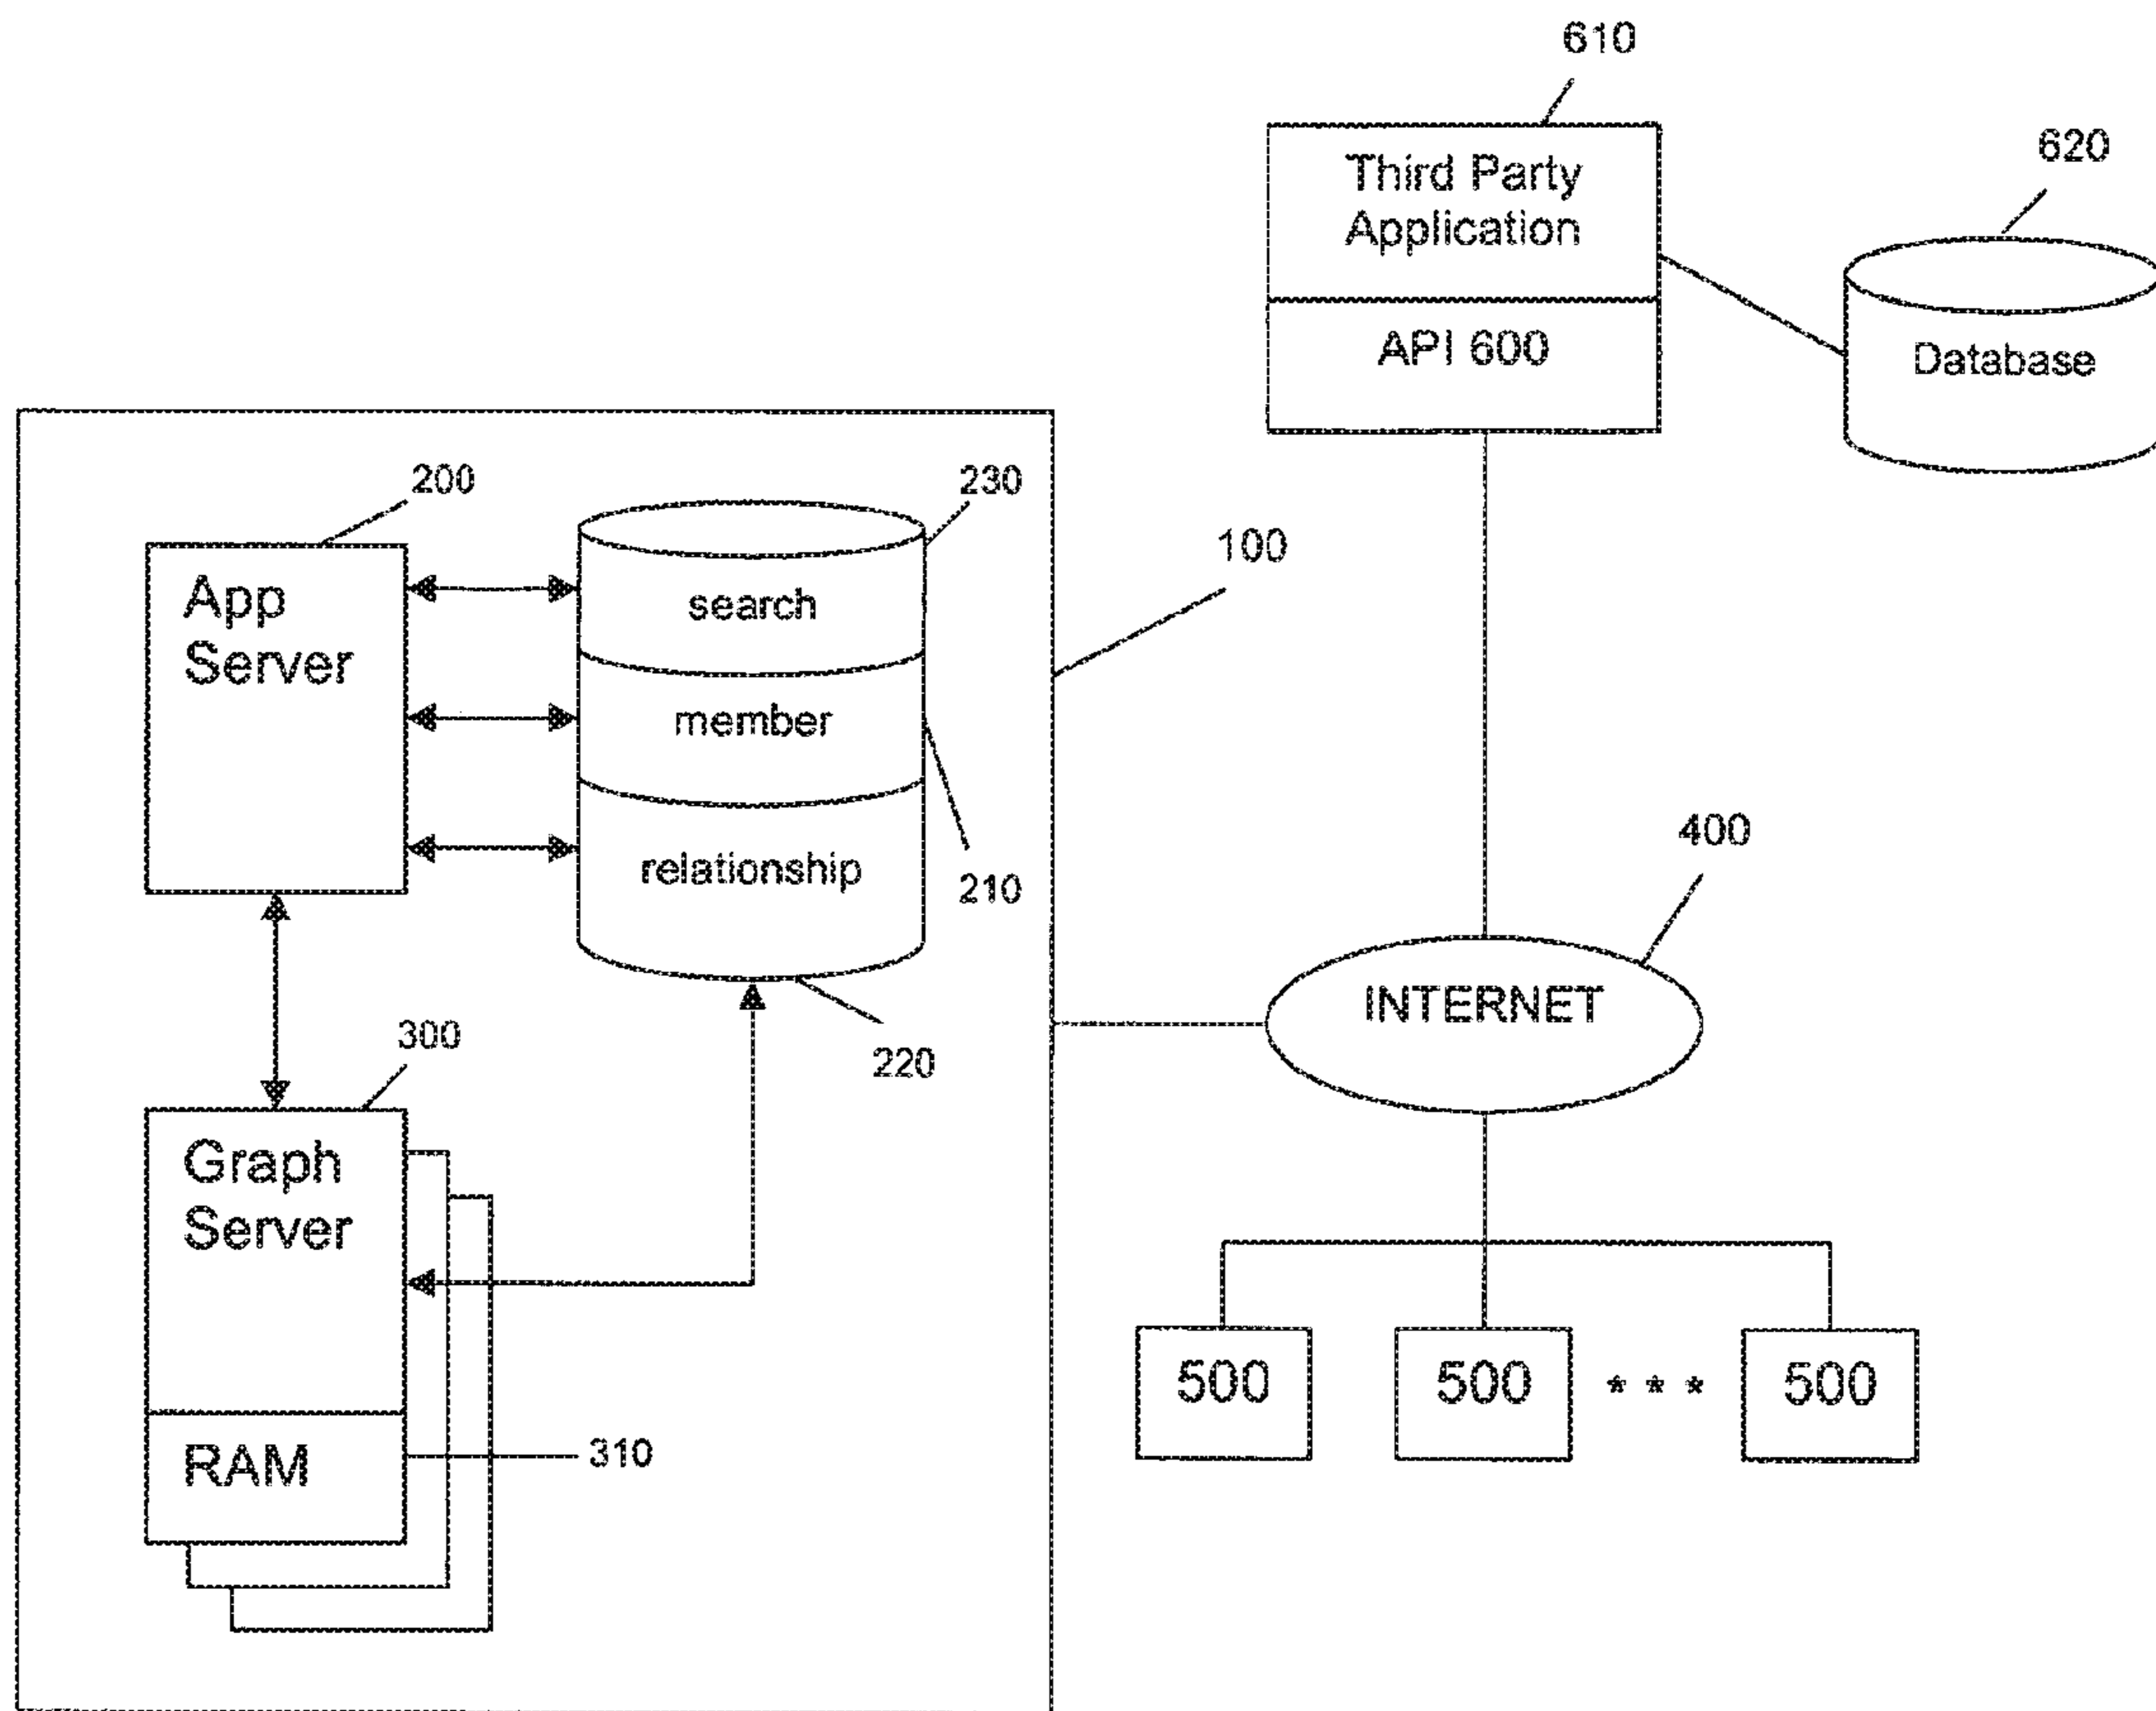 610
Third Party
Application
620
API 600
Database
200
230
100
App
Server
search
member
400
210
relationship
INTERNET
300
220
Graph
Server
500
500
* * *
500
RAM
310